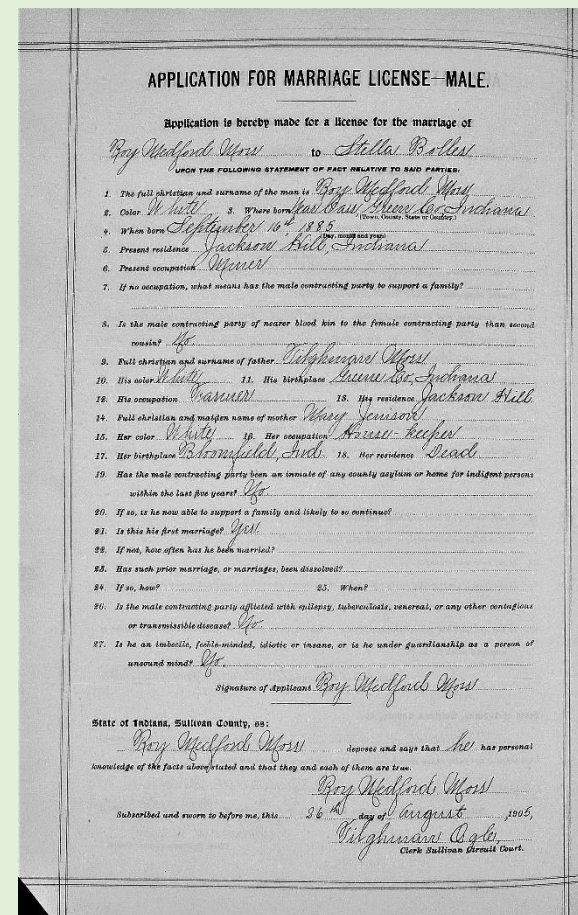 APPLICATION FOR MARRIAGE LICENSE—MALE.
Application is hereby made for a license for the marriage of
Roy Medford Moss to Stella Bolles
UPON THE FOLLOWING STATEMENT OF FACT RELATIVE TO SAID PARTIES:
1. The full christian and surname of the man is Roy Medford Moss
2. Color White 3. Where born Near Cass Green Co, Indiana
(Town, County, State or Country.)
4. When born September 16th 1885
(Day, month and year)
5. Present residence Jackson Hill, Indiana
6. Present occupation Miner
7. If no occupation, what means has the male contracting party to support a family?
8. Is the male contracting party of nearer blood kin to the female contracting party than second
cousin? No.
9. Full christian and surname of father Tilghman Moss
10. His color White 11. His birthplace Greene Co, Indiana
12. His occupation Farmer 13. His residence Jackson Hill
14. Full christian and maiden name of mother Mary Jenison
15. Her color White 16. Her occupation House-keeper
17. Her birthplace Bloomfield, Ind 18. Her residence Dead
19. Has the male contracting party been an inmate of any county asylum or home for indigent persons
within the last five years? No.
20. If so, is he now able to support a family and likely to so continue?
21. Is this his first marriage? Yes.
22. If not, how often has he been married?
23. Has such prior marriage, or marriages, been dissolved?
24. If so, how? 25. When?
26. Is the male contracting party afflicted with epilepsy, tuberculosis, venereal, or any other contagious
or transmissible disease? No.
27. Is he an imbecile, feeble-minded, idiotic or insane, or is he under guardianship as a person of
unsound mind? No.
Signature of Applicant Roy Medford Moss
State of Indiana, Sullivan County, ss:
Roy Medford Moss deposes and says that he has personal
knowledge of the facts above stated and that they and each of them are true.
Roy Medford Moss
Subscribed and sworn to before me, this 26th day of August, 1905,
Tilghman Ogle,
Clerk Sullivan Circuit Court.